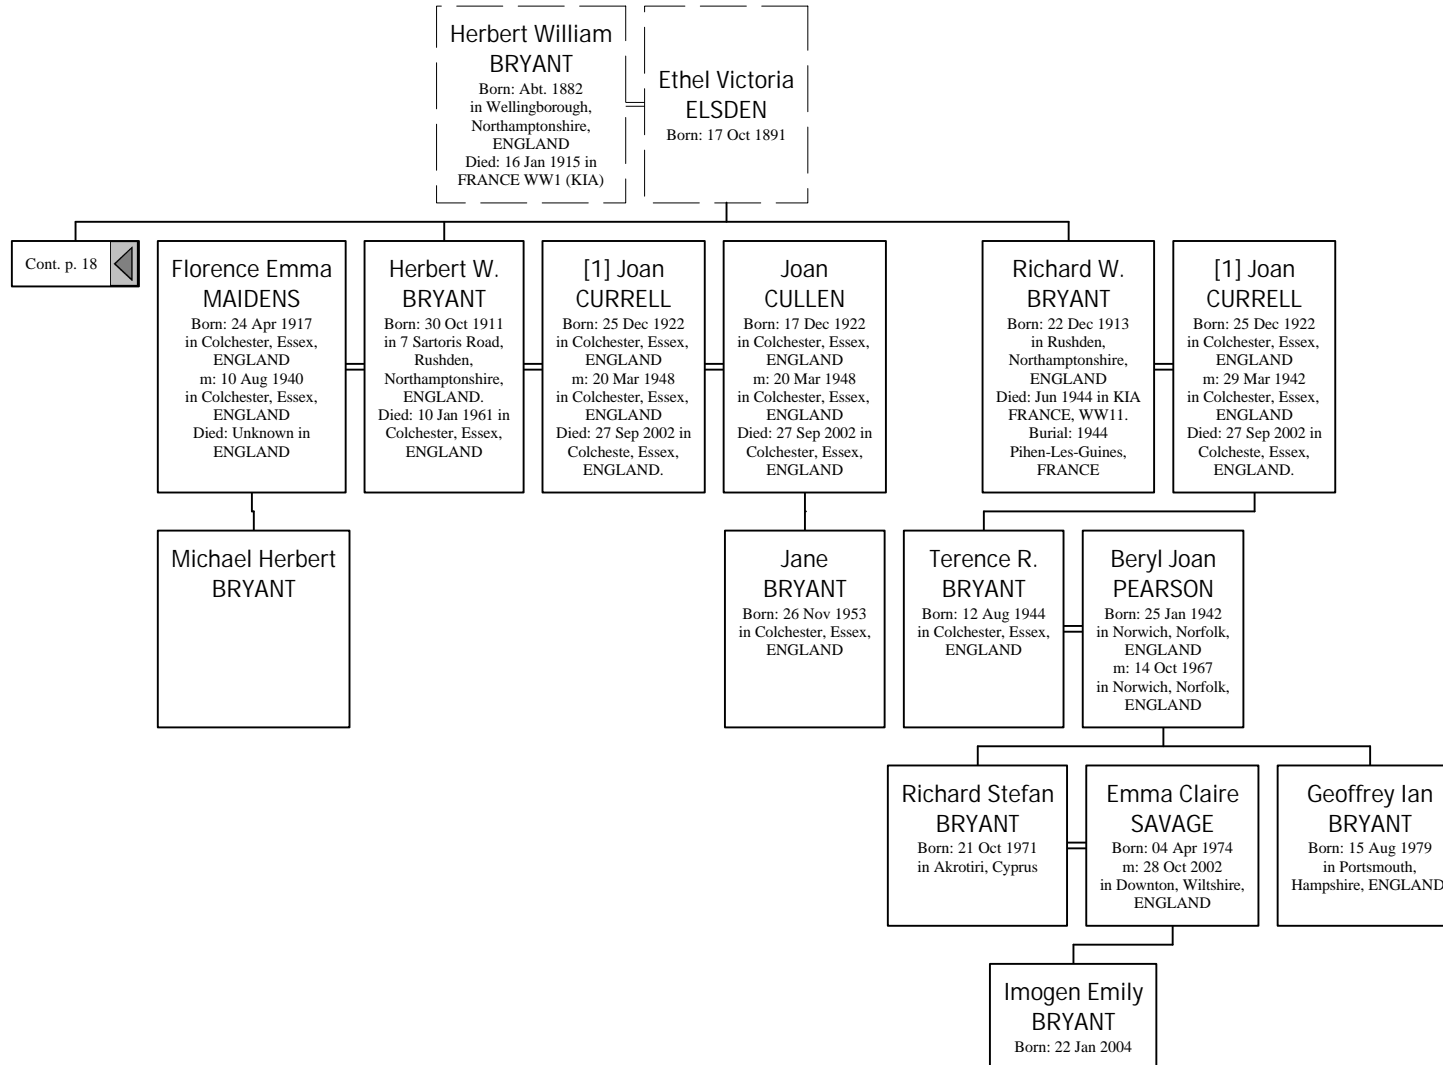 Herbert William
BRYANT
Born: Abt. 1882
in Wellingborough,
Northamptonshire,
ENGLAND
Died: 16 Jan 1915 in
FRANCE WW1 (KIA)
Ethel Victoria
ELSDEN
Born: 17 Oct 1891
Cont. p. 18
Florence Emma
MAIDENS
Born: 24 Apr 1917
in Colchester, Essex,
ENGLAND
m: 10 Aug 1940
in Colchester, Essex,
ENGLAND
Died: Unknown in
ENGLAND
Herbert W.
BRYANT
Born: 30 Oct 1911
in 7 Sartoris Road,
Rushden,
Northamptonshire,
ENGLAND.
Died: 10 Jan 1961 in
Colchester, Essex,
ENGLAND
[1] Joan
CURRELL
Born: 25 Dec 1922
in Colchester, Essex,
ENGLAND
m: 20 Mar 1948
in Colchester, Essex,
ENGLAND
Died: 27 Sep 2002 in
Colcheste, Essex,
ENGLAND.
Joan
CULLEN
Born: 17 Dec 1922
in Colchester, Essex,
ENGLAND
m: 20 Mar 1948
in Colchester, Essex,
ENGLAND
Died: 27 Sep 2002 in
Colchester, Essex,
ENGLAND
Richard W.
BRYANT
Born: 22 Dec 1913
in Rushden,
Northamptonshire,
ENGLAND
Died: Jun 1944 in KIA
FRANCE, WW11.
Burial: 1944
Pihen-Les-Guines,
FRANCE
[1] Joan
CURRELL
Born: 25 Dec 1922
in Colchester, Essex,
ENGLAND
m: 29 Mar 1942
in Colchester, Essex,
ENGLAND
Died: 27 Sep 2002 in
Colcheste, Essex,
ENGLAND.
Michael Herbert
BRYANT
Jane
BRYANT
Born: 26 Nov 1953
in Colchester, Essex,
ENGLAND
Terence R.
BRYANT
Born: 12 Aug 1944
in Colchester, Essex,
ENGLAND
Beryl Joan
PEARSON
Born: 25 Jan 1942
in Norwich, Norfolk,
ENGLAND
m: 14 Oct 1967
in Norwich, Norfolk,
ENGLAND
Richard Stefan
BRYANT
Born: 21 Oct 1971
in Akrotiri, Cyprus
Emma Claire
SAVAGE
Born: 04 Apr 1974
m: 28 Oct 2002
in Downton, Wiltshire,
ENGLAND
Geoffrey Ian
BRYANT
Born: 15 Aug 1979
in Portsmouth,
Hampshire, ENGLAND
Imogen Emily
BRYANT
Born: 22 Jan 2004